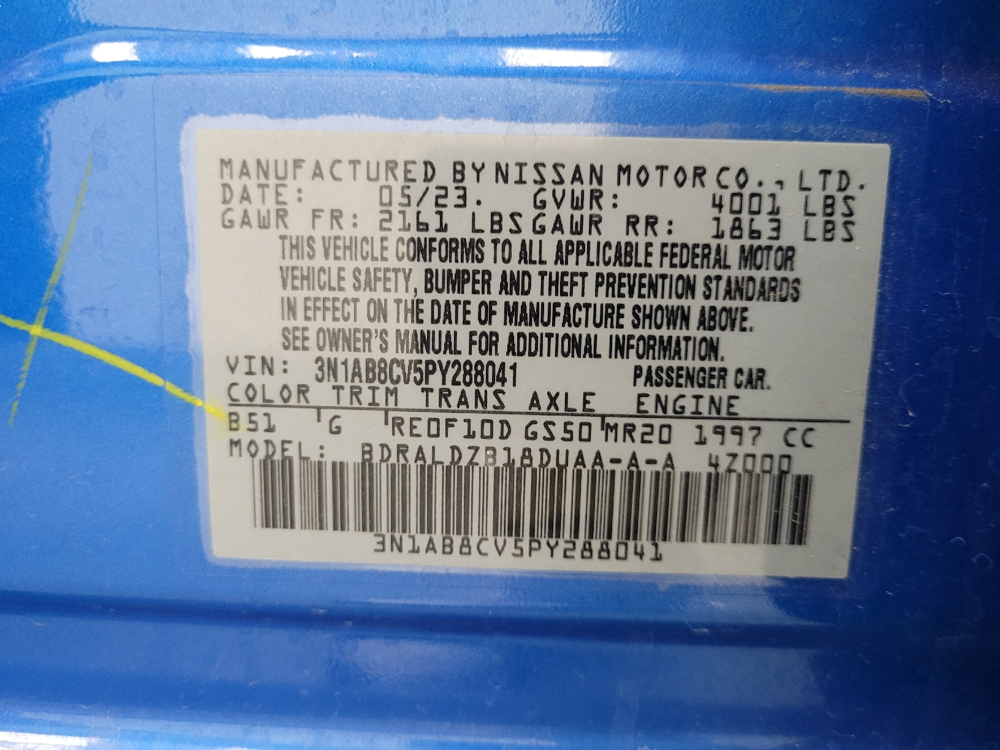 MANUFACTURED BY NISSAN MOTOR CO., LTD.
DATE: 05/23. GVWR: 4001 LBS
GAWR FR: 2161 LBS GAWR RR: 1863 LBS
THIS VEHICLE CONFORMS TO ALL APPLICABLE FEDERAL MOTOR
VEHICLE SAFETY, BUMPER AND THEFT PREVENTION STANDARDS
IN EFFECT ON THE DATE OF MANUFACTURE SHOWN ABOVE.
SEE OWNER'S MANUAL FOR ADDITIONAL INFORMATION.
VIN: 3N1AB8CV5PY288041 PASSENGER CAR.
COLOR TRIM TRANS AXLE ENGINE
B51 G RE0F10D GS50 MR20 1997 CC
MODEL: BDRALDZB18DUAA-A-A 4Z000
3N1AB8CV5PY288041